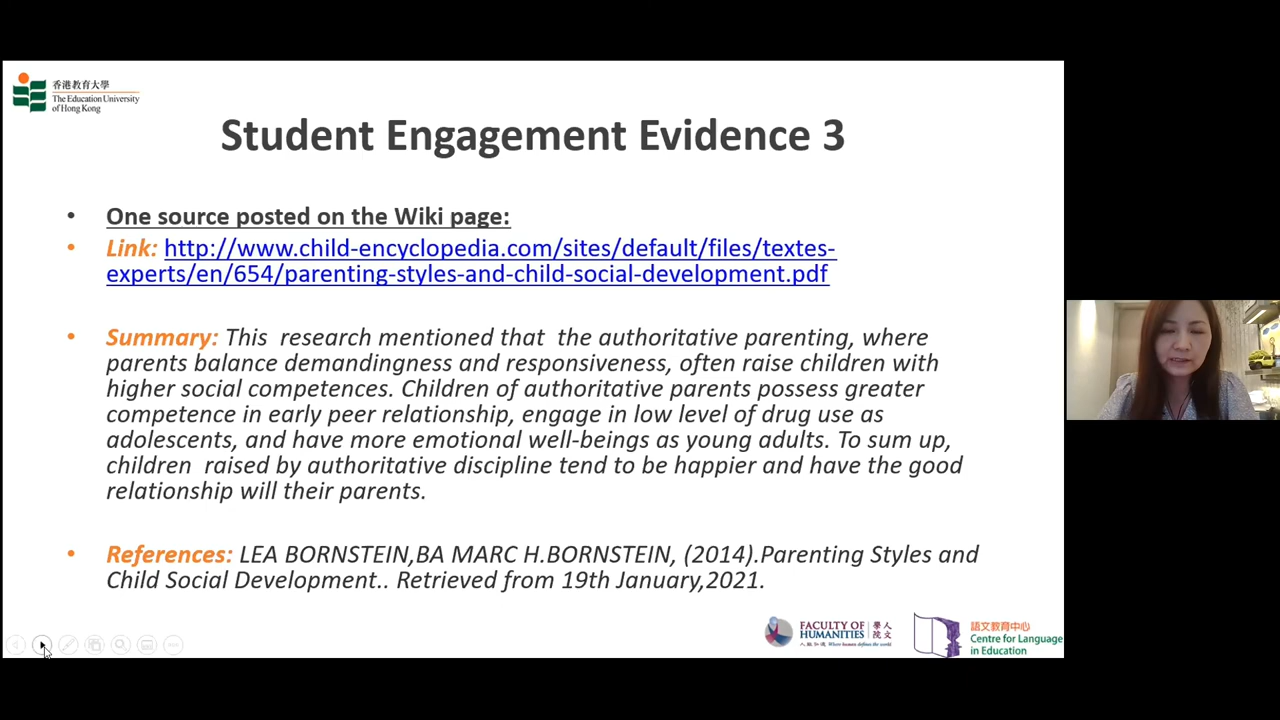 香港教育大學
The Education University
of Hong Kong
Student Engagement Evidence 3
• One source posted on the Wiki page:
• Link: http://www.child-encyclopedia.com/sites/default/files/textes-
experts/en/654/parenting-styles-and-child-social-development.pdf
• Summary: This research mentioned that the authoritative parenting, where
parents balance demandingness and responsiveness, often raise children with
higher social competences. Children of authoritative parents possess greater
competence in early peer relationship, engage in low level of drug use as
adolescents, and have more emotional well-beings as young adults. To sum up,
children raised by authoritative discipline tend to be happier and have the good
relationship will their parents.
• References: LEA BORNSTEIN,BA MARC H.BORNSTEIN, (2014).Parenting Styles and
Child Social Development.. Retrieved from 19th January,2021.
FACULTY OF
HUMANITIES
人文
學院
Where human defines the world
語文教育中心
Centre for Language
in Education